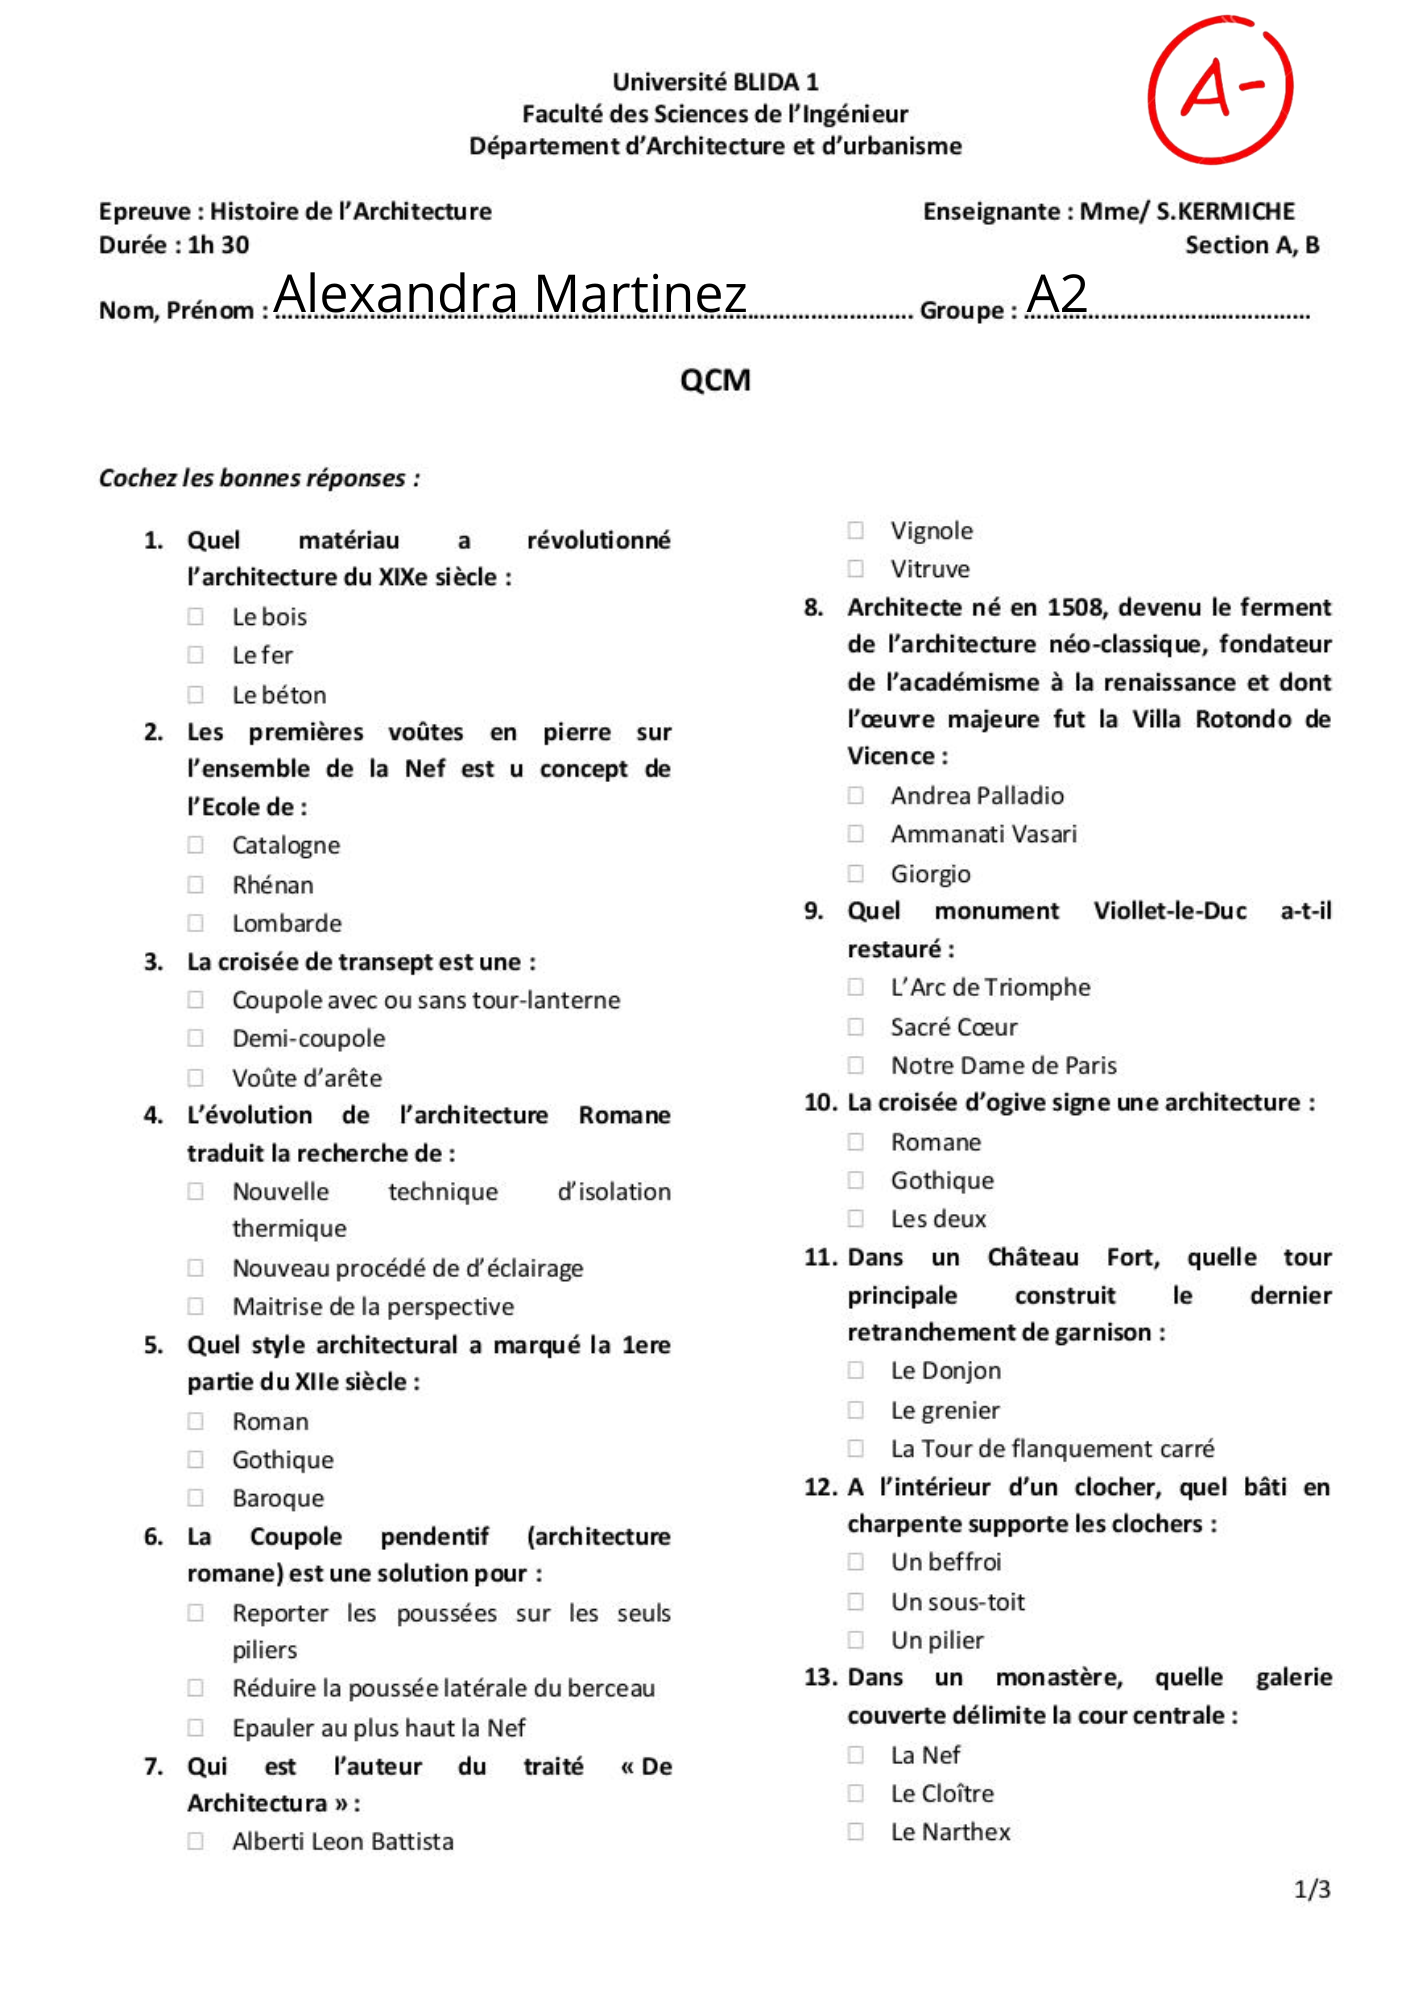 A-
Université BLIDA 1
Faculté des Sciences de l'Ingénieur
Département d'Architecture et d'urbanisme
Epreuve : Histoire de l'Architecture
Enseignante : Mme/ S.KERMICHE
Durée : 1h 30
Section A, B
Nom, Prénom : Alexandra Martinez Groupe : A2
QCM
Cochez les bonnes réponses :
1. Quel matériau a révolutionné
l'architecture du XIXe siècle :
Le bois
Le fer
Le béton
2. Les premières voûtes en pierre sur
l'ensemble de la Nef est u concept de
l'Ecole de :
Catalogne
Rhénan
Lombarde
3. La croisée de transept est une :
Coupole avec ou sans tour-lanterne
Demi-coupole
Voûte d'arête
4. L'évolution de l'architecture Romane
traduit la recherche de :
Nouvelle technique d'isolation
thermique
Nouveau procédé de d'éclairage
Maitrise de la perspective
5. Quel style architectural a marqué la 1ere
partie du XIIe siècle :
Roman
Gothique
Baroque
6. La Coupole pendentif (architecture
romane) est une solution pour :
Reporter les poussées sur les seuls
piliers
Réduire la poussée latérale du berceau
Epauler au plus haut la Nef
7. Qui est l'auteur du traité « De
Architectura » :
Alberti Leon Battista
Vignole
Vitruve
8. Architecte né en 1508, devenu le ferment
de l'architecture néo-classique, fondateur
de l'académisme à la renaissance et dont
l'œuvre majeure fut la Villa Rotondo de
Vicence :
Andrea Palladio
Ammanati Vasari
Giorgio
9. Quel monument Viollet-le-Duc a-t-il
restauré :
L'Arc de Triomphe
Sacré Cœur
Notre Dame de Paris
10. La croisée d'ogive signe une architecture :
Romane
Gothique
Les deux
11. Dans un Château Fort, quelle tour
principale construit le dernier
retranchement de garnison :
Le Donjon
Le grenier
La Tour de flanquement carré
12. A l'intérieur d'un clocher, quel bâti en
charpente supporte les clochers :
Un beffroi
Un sous-toit
Un pilier
13. Dans un monastère, quelle galerie
couverte délimite la cour centrale :
La Nef
Le Cloître
Le Narthex
1/3